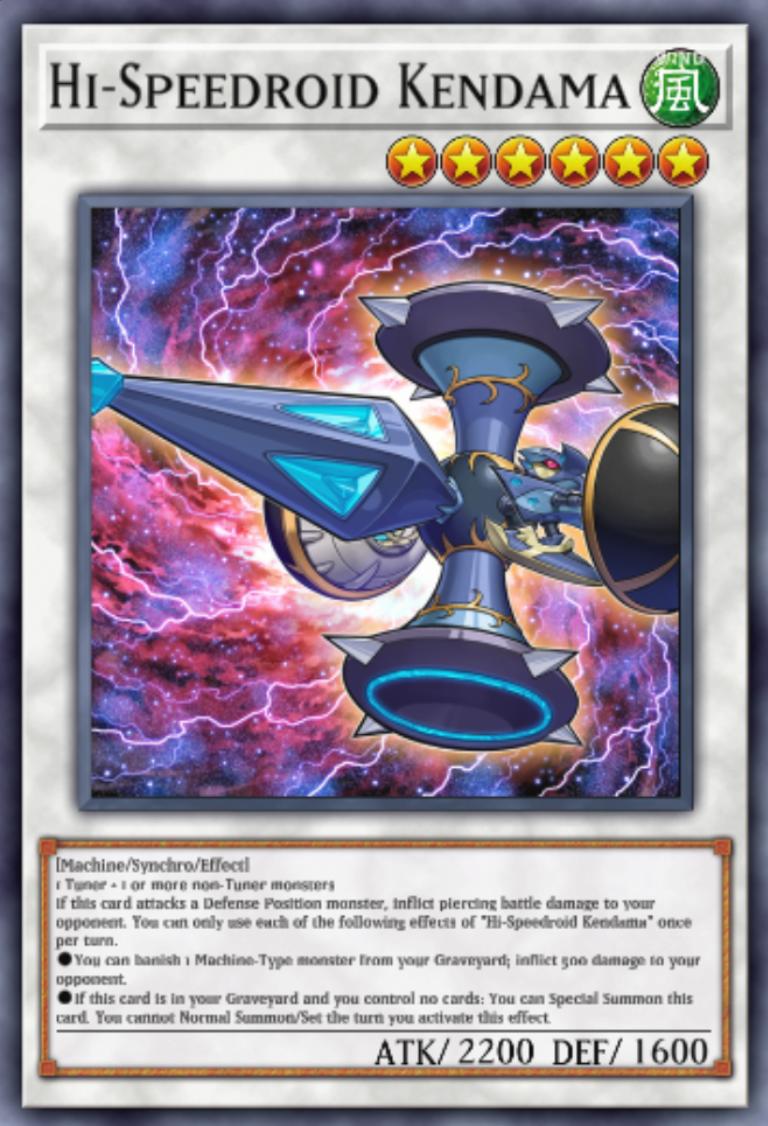 Hi-Speedroid Kendama
WIND
風
[Machine/Synchro/Effect]
1 Tuner + 1 or more non-Tuner monsters
If this card attacks a Defense Position monster, inflict piercing battle damage to your
opponent. You can only use each of the following effects of "Hi-Speedroid Kendama" once
per turn.
●You can banish 1 Machine-Type monster from your Graveyard; inflict 500 damage to your
opponent.
●If this card is in your Graveyard and you control no cards: You can Special Summon this
card. You cannot Normal Summon/Set the turn you activate this effect.
ATK/ 2200 DEF/ 1600